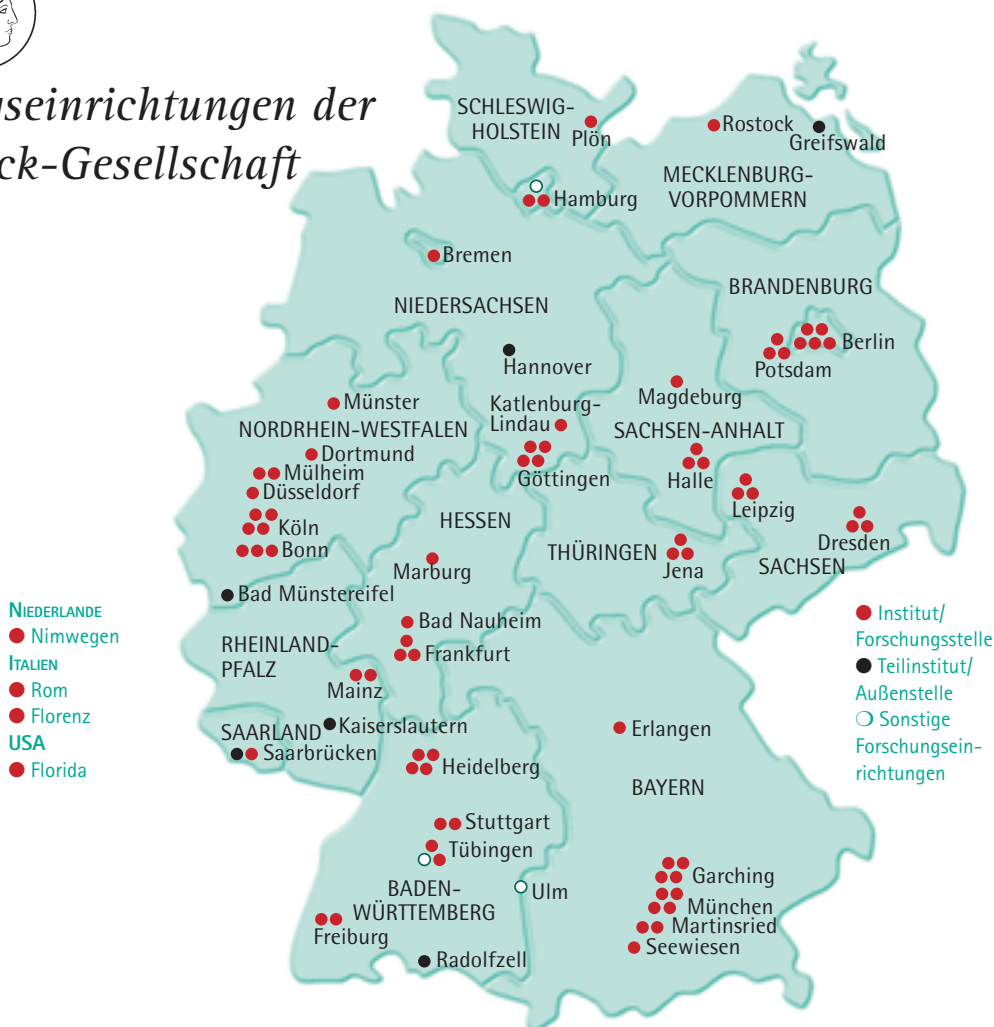 seinrichtungen der
ck-Gesellschaft
SCHLESWIG-
HOLSTEIN
Plön
Rostock
Greifswald
MECKLENBURG-
VORPOMMERN
Hamburg
Bremen
NIEDERSACHSEN
BRANDENBURG
Berlin
Potsdam
Hannover
Magdeburg
Münster
Katlenburg-
Lindau
NORDRHEIN-WESTFALEN
SACHSEN-ANHALT
Dortmund
Mülheim
Düsseldorf
Göttingen
Halle
Leipzig
Köln
Bonn
HESSEN
THÜRINGEN
Jena
Dresden
SACHSEN
Marburg
Bad Münstereifel
Bad Nauheim
Frankfurt
RHEINLAND-
PFALZ
Mainz
SAARLAND
Kaiserslautern
Saarbrücken
Heidelberg
Erlangen
BAYERN
Stuttgart
Tübingen
BADEN-
WÜRTTEMBERG
Ulm
Freiburg
Radolfzell
Garching
München
Martinsried
Seewiesen
NIEDERLANDE
Nimwegen
ITALIEN
Rom
Florenz
USA
Florida
Institut/
Forschungsstelle
Teilinstitut/
Außenstelle
Sonstige
Forschungsein-
richtungen